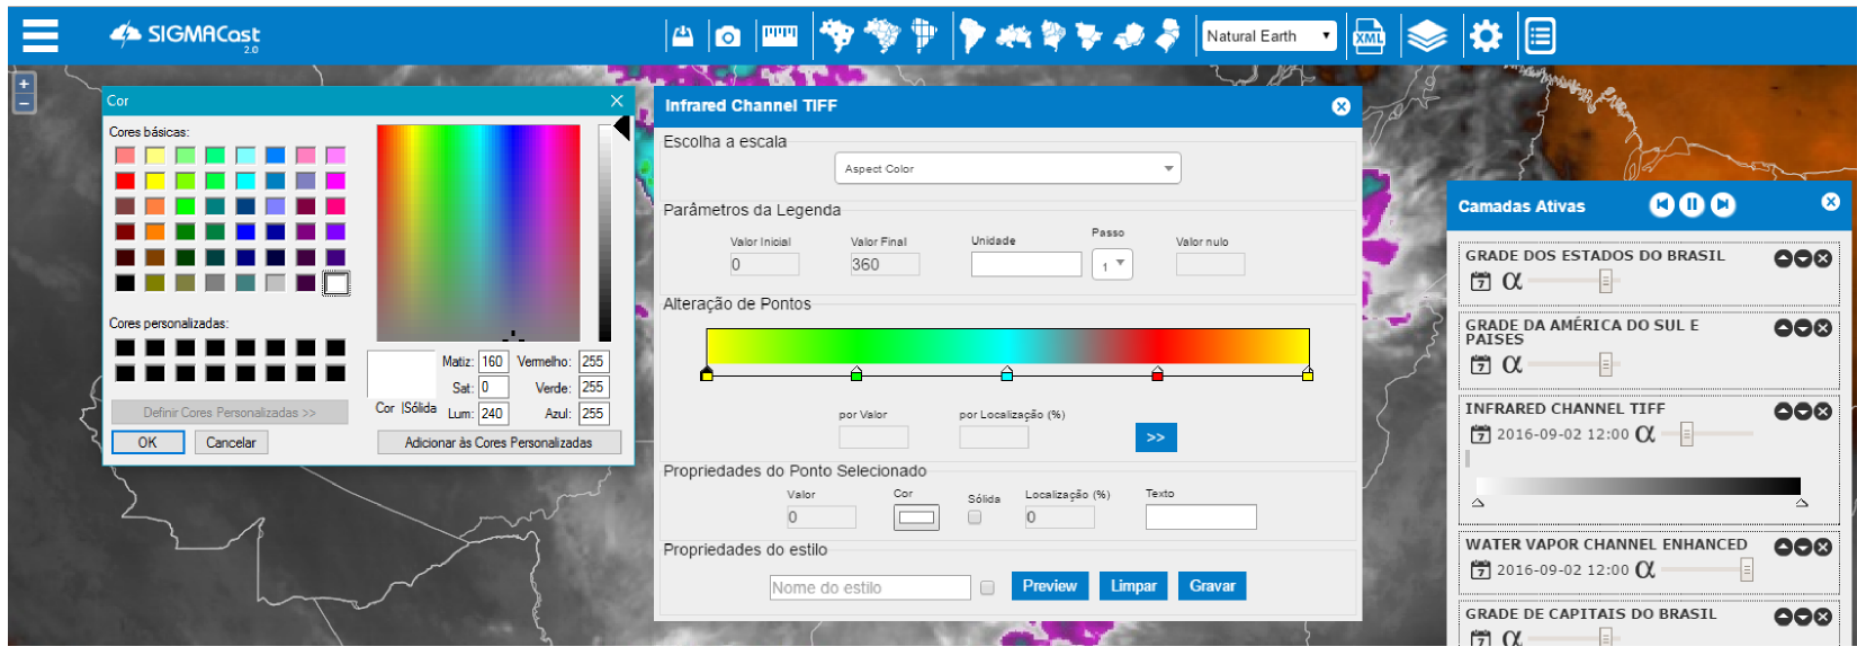 SIGMACast
2.0
Natural Earth
XML
Cor
Cores básicas:
Cores personalizadas:
Definir Cores Personalizadas >>
OK Cancelar
Matiz: 160 Vermelho: 255
Sat: 0 Verde: 255
Cor |Sólida Lum: 240 Azul: 255
Adicionar às Cores Personalizadas
Infrared Channel TIFF
Escolha a escala
Aspect Color
Parâmetros da Legenda
Valor Inicial Valor Final Unidade Passo Valor nulo
0 360 1
Alteração de Pontos
por Valor por Localização (%)
>>
Propriedades do Ponto Selecionado
Valor Cor Sólida Localização (%) Texto
0 0
Propriedades do estilo
Nome do estilo Preview Limpar Gravar
Camadas Ativas
GRADE DOS ESTADOS DO BRASIL
7 α
GRADE DA AMÉRICA DO SUL E
PAISES
7 α
INFRARED CHANNEL TIFF
7 2016-09-02 12:00 α
WATER VAPOR CHANNEL ENHANCED
7 2016-09-02 12:00 α
GRADE DE CAPITAIS DO BRASIL
7 α